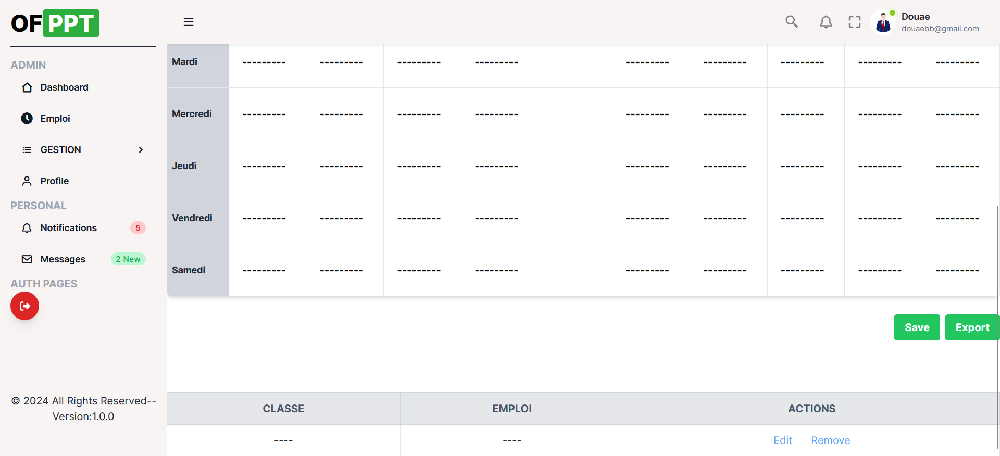 OFPPT
Douae
douaebb@gmail.com
ADMIN
Dashboard
Emploi
GESTION
Profile
PERSONAL
Notifications 5
Messages 2 New
AUTH PAGES
© 2024 All Rights Reserved--
Version:1.0.0
Mardi --------- --------- --------- --------- --------- --------- --------- --------- ---------
Mercredi --------- --------- --------- --------- --------- --------- --------- --------- ---------
Jeudi --------- --------- --------- --------- --------- --------- --------- --------- ---------
Vendredi --------- --------- --------- --------- --------- --------- --------- --------- ---------
Samedi --------- --------- --------- --------- --------- --------- --------- --------- ---------
Save Export
CLASSE EMPLOI ACTIONS
---- ---- Edit Remove